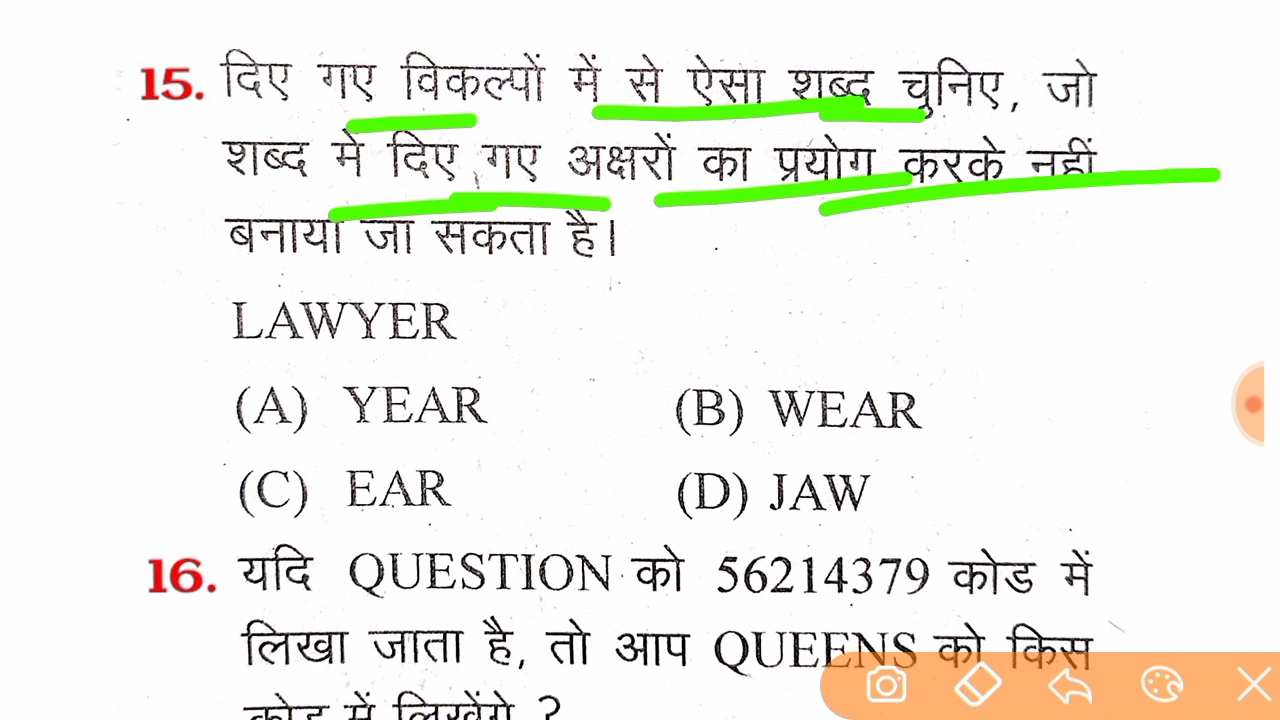 15. दिए गए विकल्पों में से ऐसा शब्द चुनिए, जो
शब्द मे दिए गए अक्षरों का प्रयोग करके नहीं
बनाया जा सकता है।
LAWYER
(A) YEAR (B) WEAR
(C) EAR (D) JAW
16. यदि QUESTION को 56214379 कोड में
लिखा जाता है, तो आप QUEENS को किस
कोड में लिखेंगे ?